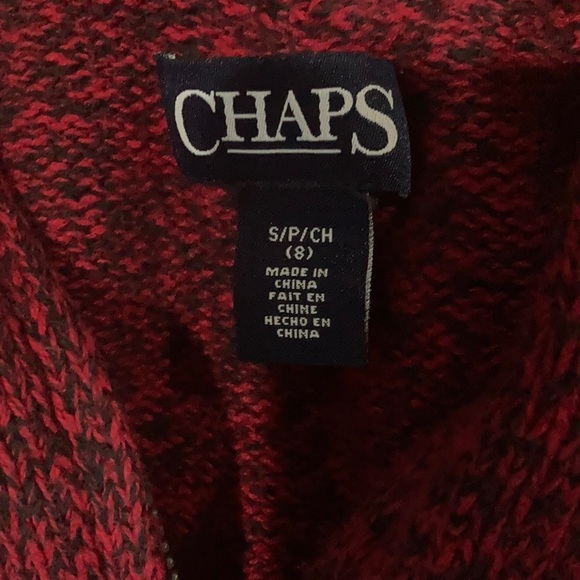 CHAPS
S/P/CH
(8)
MADE IN
CHINA
FAIT EN
CHINE
HECHO EN
CHINA